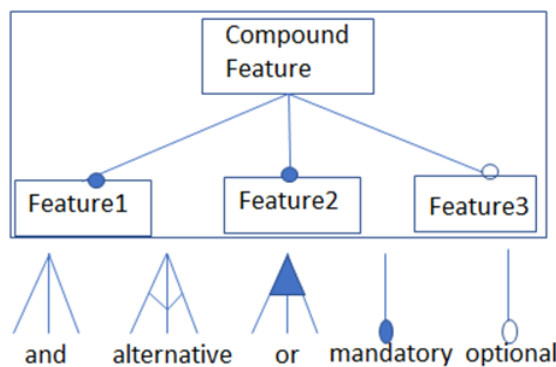 Compound
Feature
Feature1
Feature2
Feature3
and
alternative
or
mandatory
optional